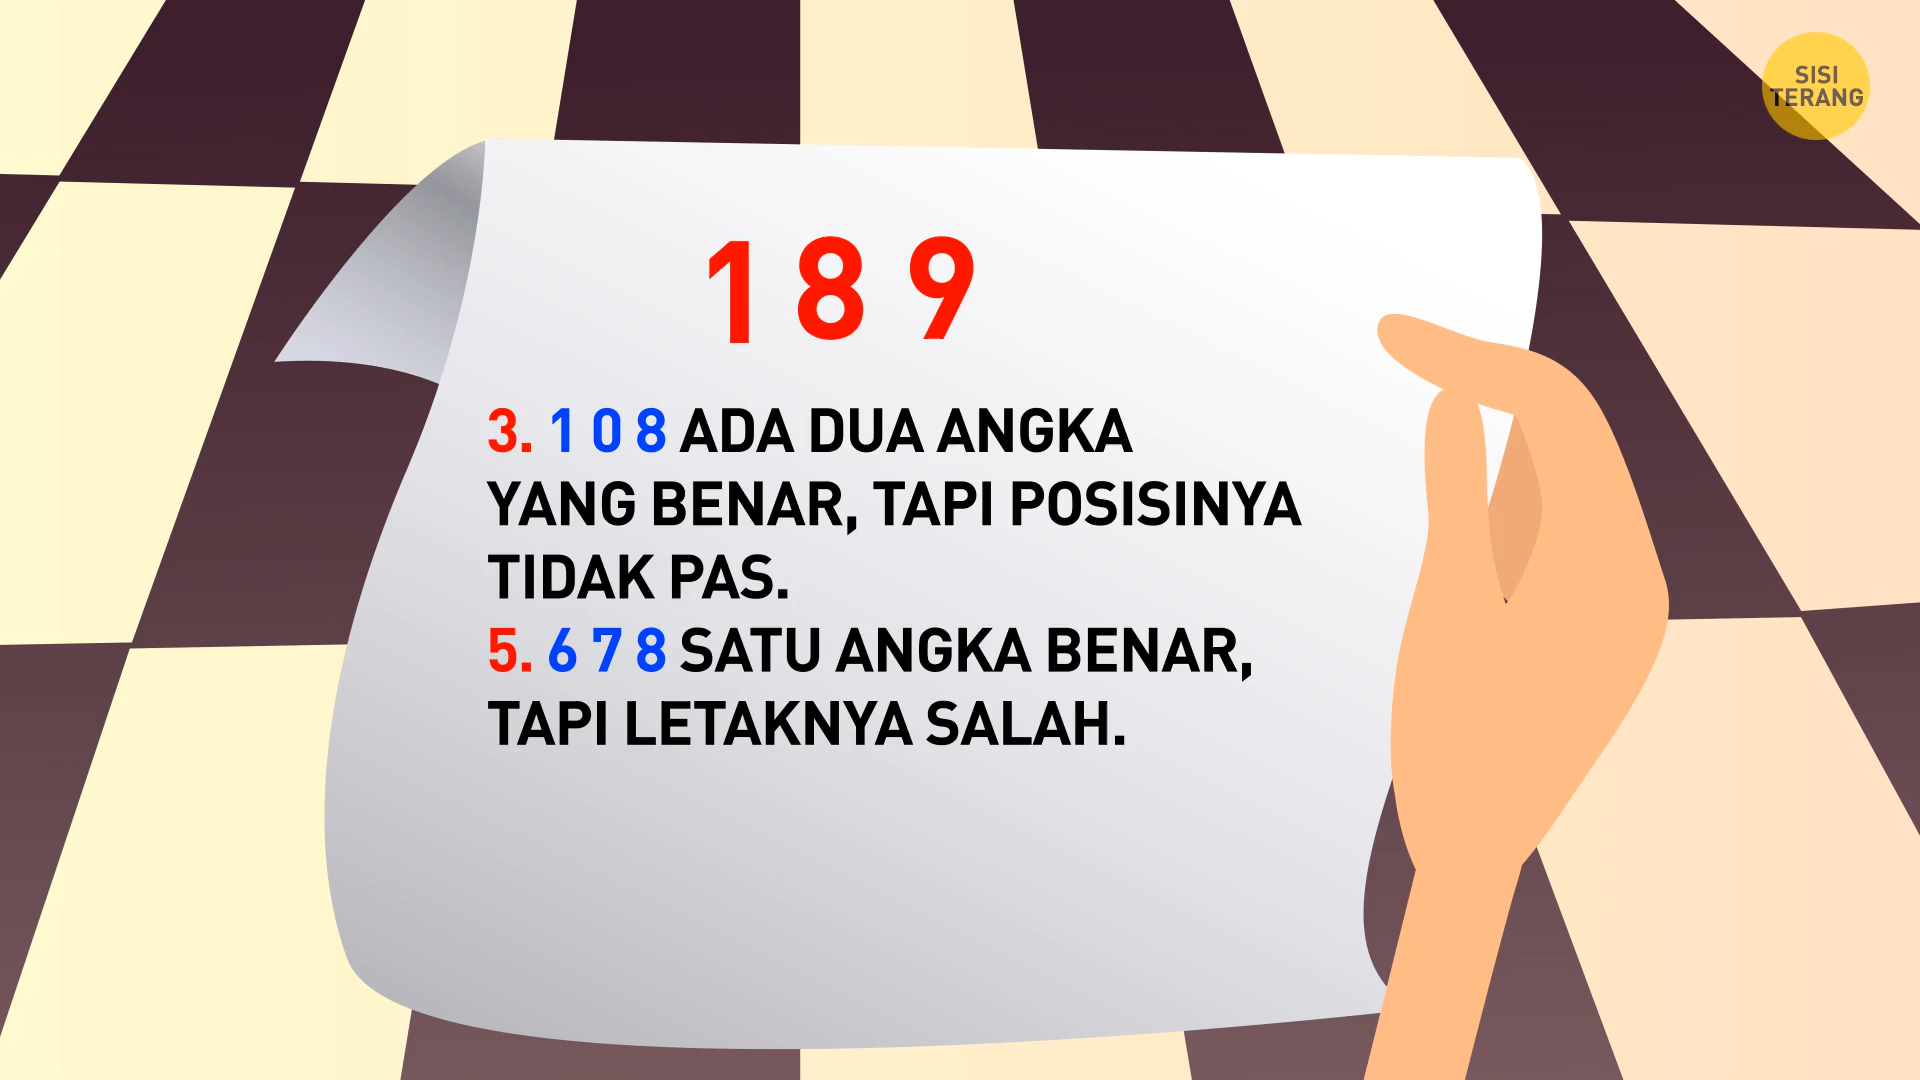 SISI
TERANG
1 8 9
3. 1 0 8 ADA DUA ANGKA
YANG BENAR, TAPI POSISINYA
TIDAK PAS.
5. 6 7 8 SATU ANGKA BENAR,
TAPI LETAKNYA SALAH.